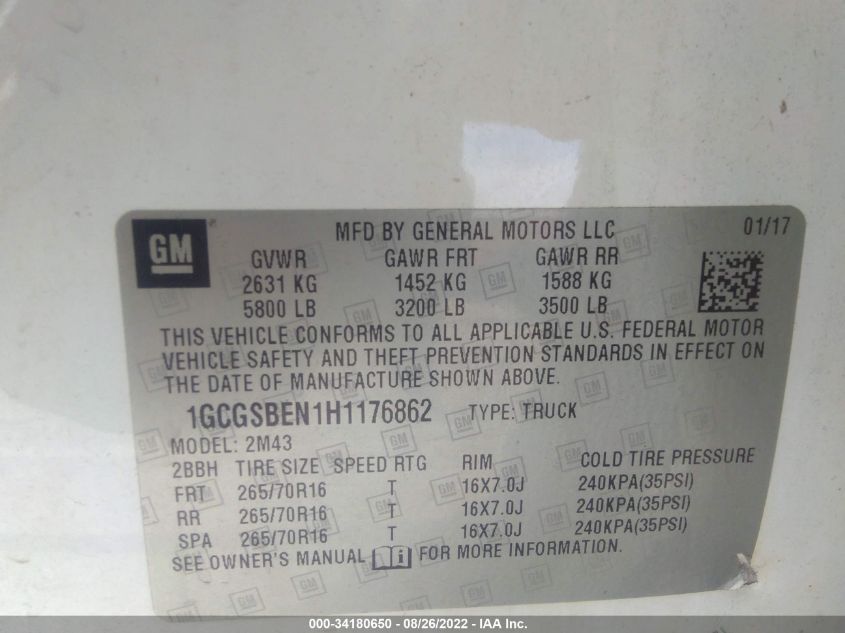 GM MFD BY GENERAL MOTORS LLC 01/17
GVWR GAWR FRT GAWR RR
2631 KG 1452 KG 1588 KG
5800 LB 3200 LB 3500 LB
THIS VEHICLE CONFORMS TO ALL APPLICABLE U.S. FEDERAL MOTOR
VEHICLE SAFETY AND THEFT PREVENTION STANDARDS IN EFFECT ON
THE DATE OF MANUFACTURE SHOWN ABOVE.
1GCGSBEN1H1176862 TYPE: TRUCK
MODEL: 2M43
2BBH TIRE SIZE SPEED RTG RIM COLD TIRE PRESSURE
FRT 265/70R16 T 16X7.0J 240KPA(35PSI)
RR 265/70R16 T 16X7.0J 240KPA(35PSI)
SPA 265/70R16 T 16X7.0J 240KPA(35PSI)
SEE OWNER'S MANUAL i FOR MORE INFORMATION.
000-34180650 - 08/26/2022 - IAA Inc.